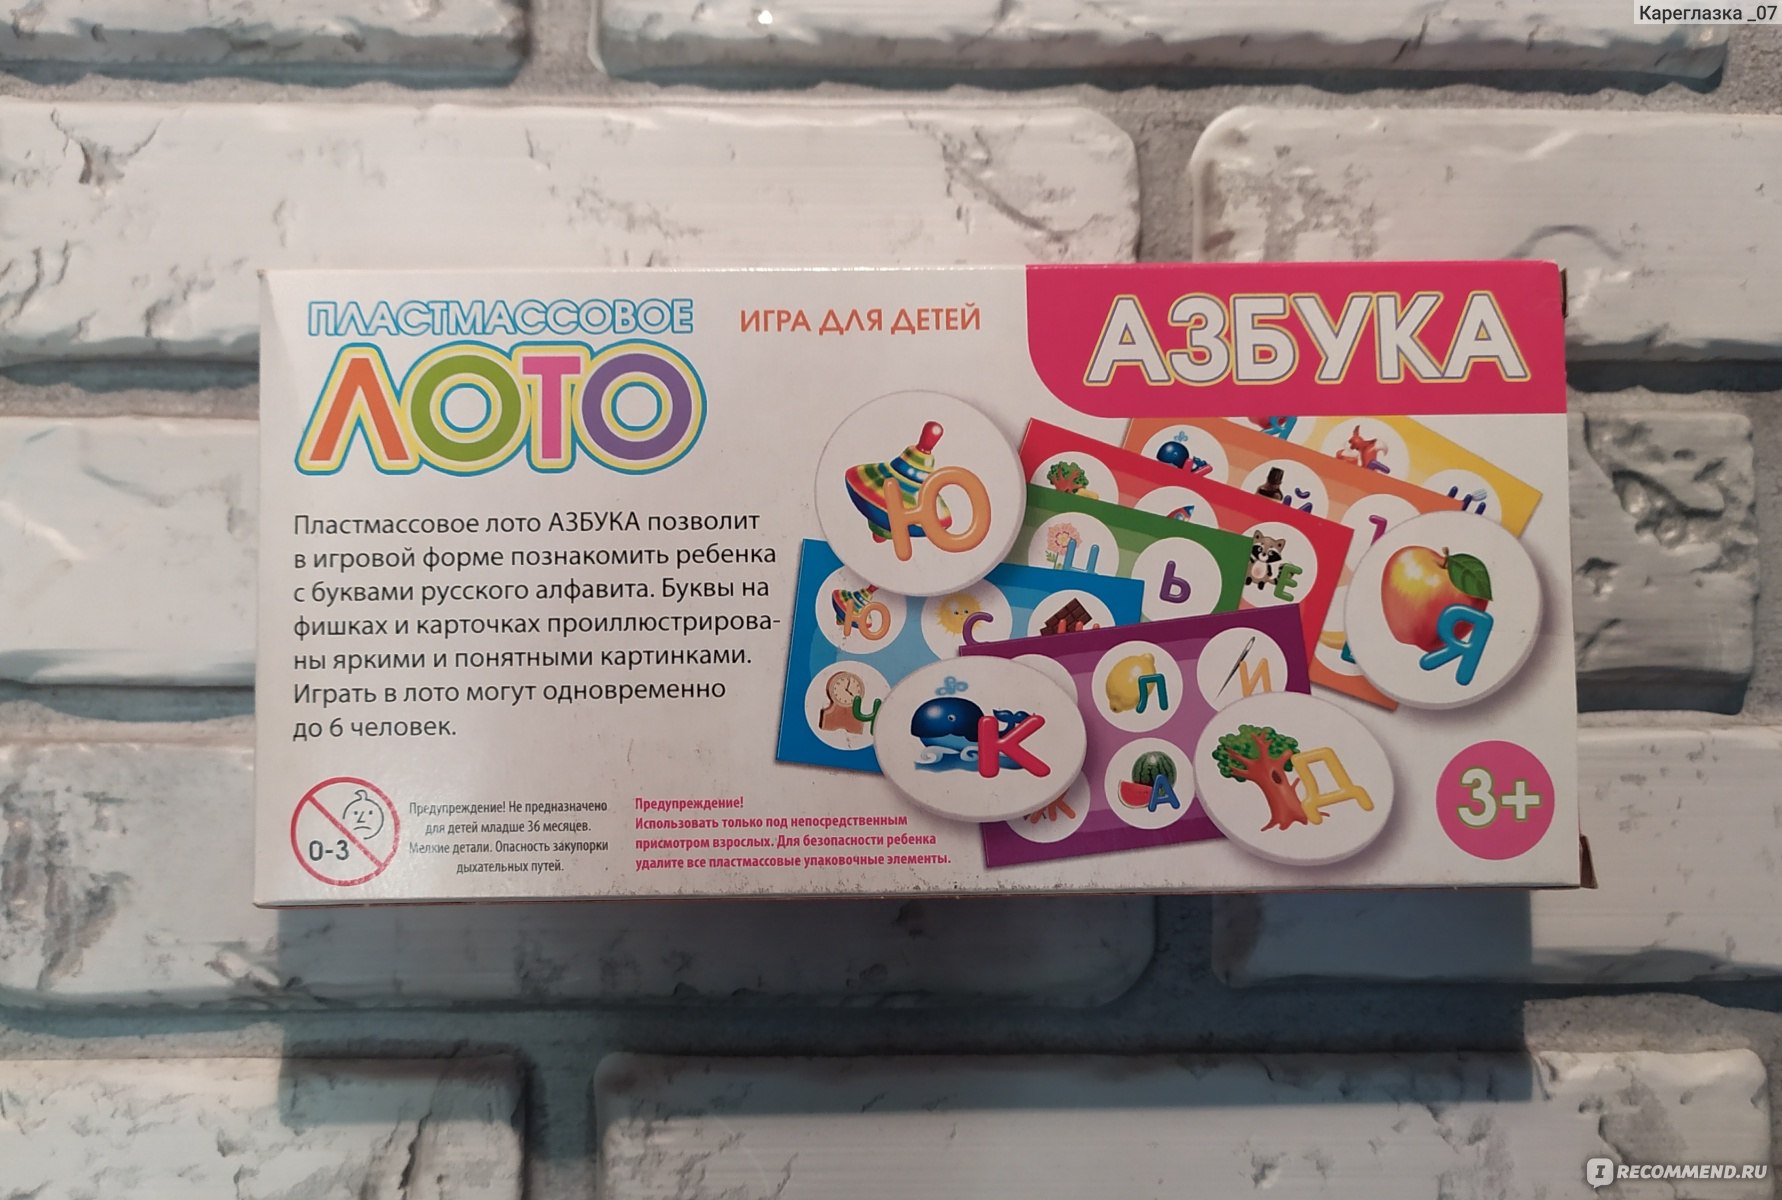 Кареглазка _07
ПЛАСТМАССОВОЕ
ЛОТО
ИГРА ДЛЯ ДЕТЕЙ
АЗБУКА
Пластмассовое лото АЗБУКА позволит
в игровой форме познакомить ребенка
с буквами русского алфавита. Буквы на
фишках и карточках проиллюстрирова-
ны яркими и понятными картинками.
Играть в лото могут одновременно
до 6 человек.
0-3
Предупреждение! Не предназначено
для детей младше 36 месяцев.
Мелкие детали. Опасность закупорки
дыхательных путей.
Предупреждение!
Использовать только под непосредственным
присмотром взрослых. Для безопасности ребенка
удалите все пластмассовые упаковочные элементы.
Ю
Й
Ц
Ь
Е
Я
Ю
С
Ч
К
Л
И
А
Ж
Д
3+
IRECOMMEND.RU